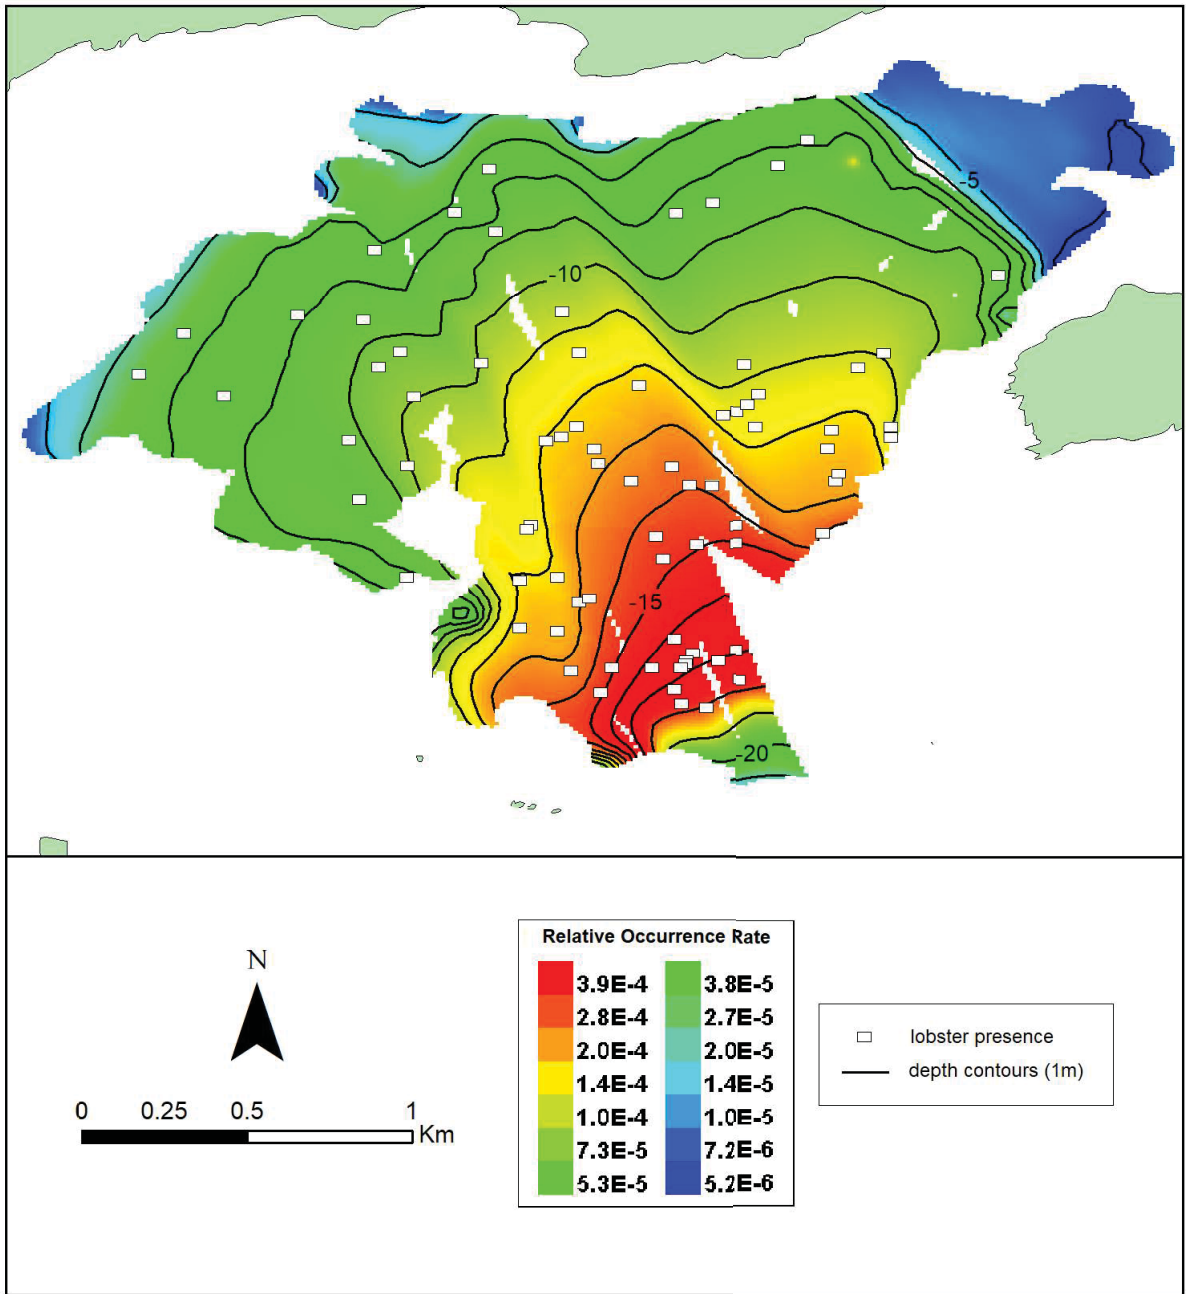 -5
-10
-15
-20
N
0 0.25 0.5 1
Km
Relative Occurrence Rate
3.9E-4 3.8E-5
2.8E-4 2.7E-5
2.0E-4 2.0E-5
1.4E-4 1.4E-5
1.0E-4 1.0E-5
7.3E-5 7.2E-6
5.3E-5 5.2E-6
lobster presence
depth contours (1m)